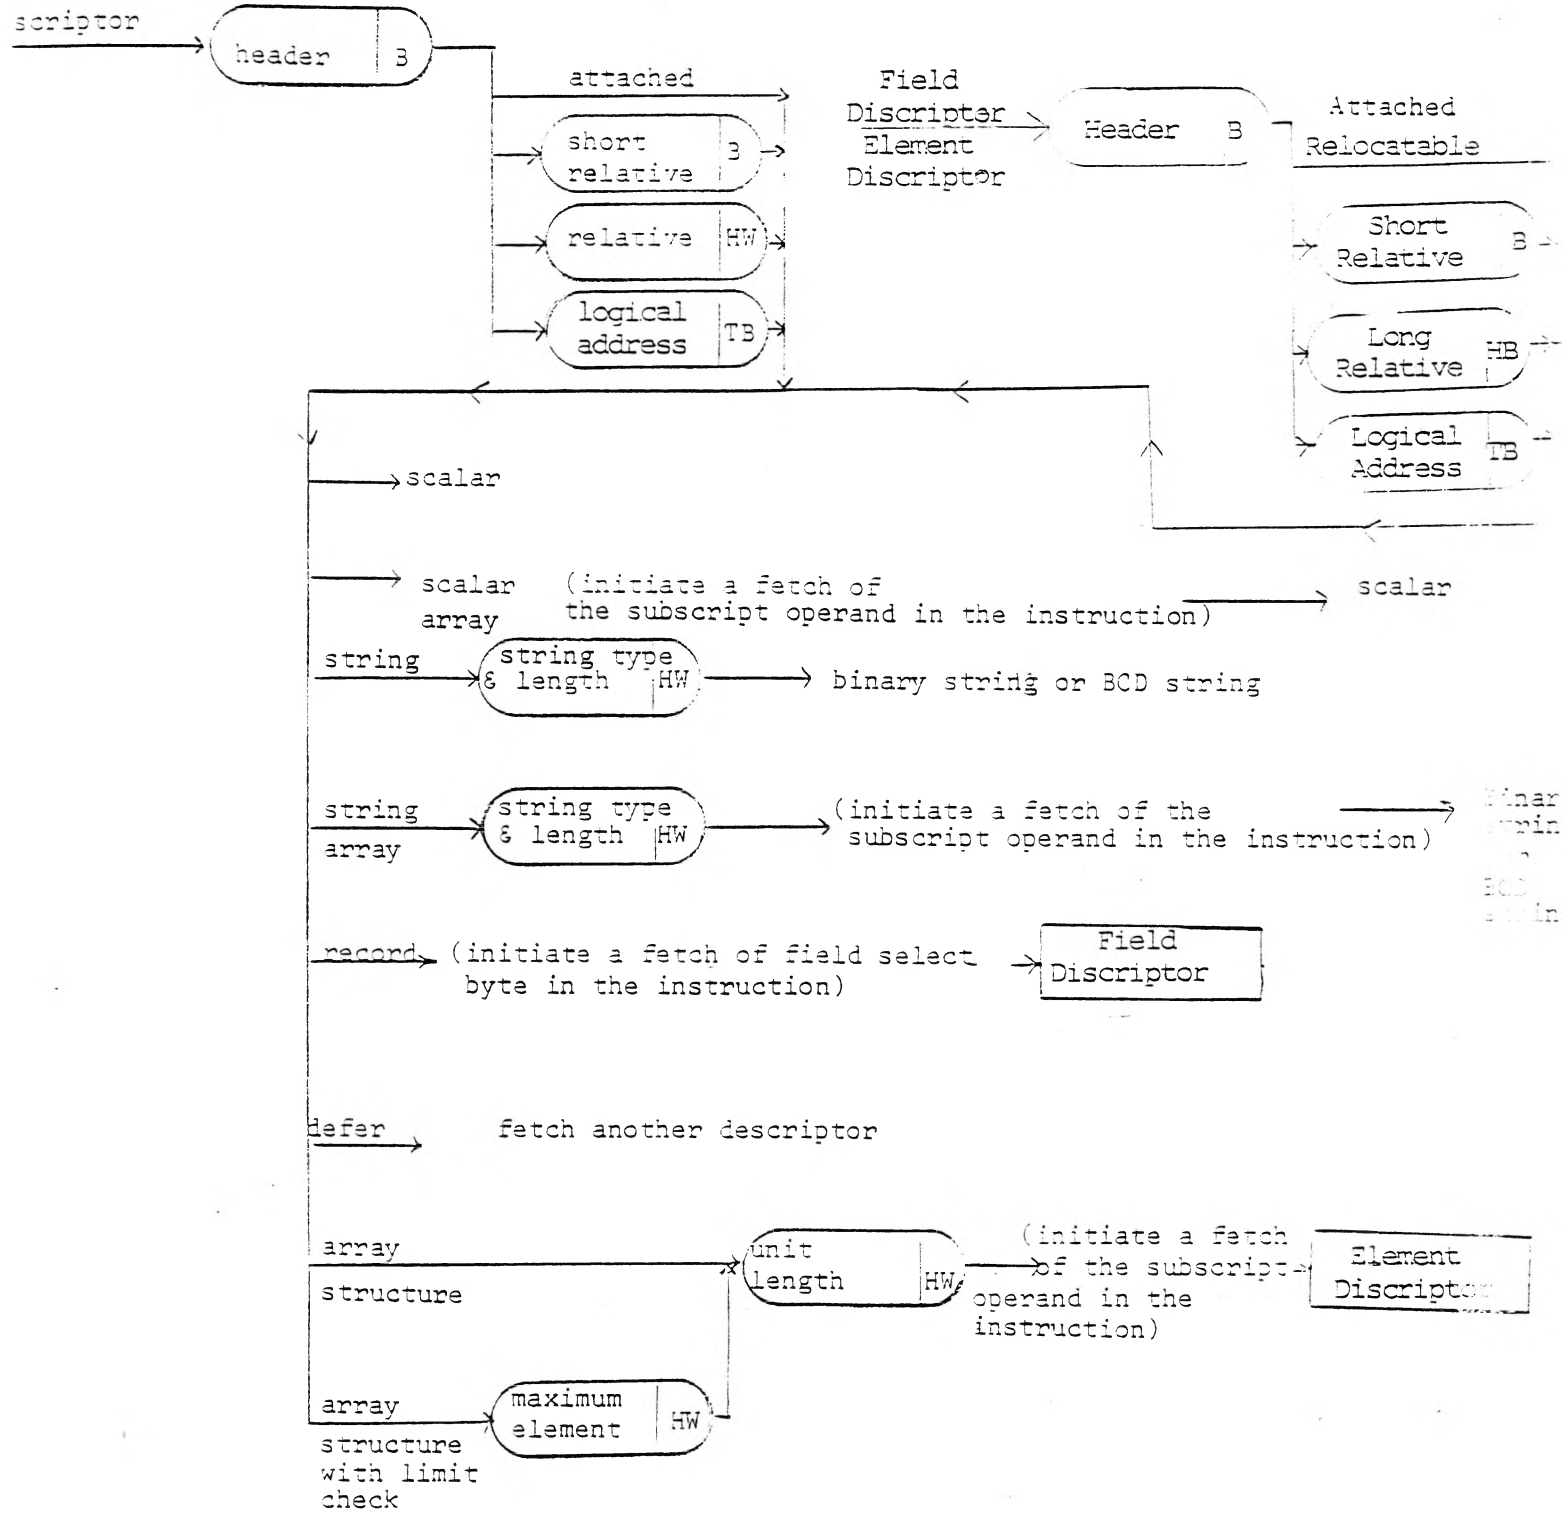 scriptor
header B
attached
short
relative B
relative HW
logical
address TB
Field
Discripter
Element
Discriptor
Header B
Attached
Relocatable
Short
Relative B
Long
Relative HB
Logical
Address TB
scalar
scalar (initiate a fetch of
array the subscript operand in the instruction)
scalar
string
string type
& length HW
binary string or BCD string
string
array
string type
& length HW
(initiate a fetch of the
subscript operand in the instruction)
BCD
record (initiate a fetch of field select
byte in the instruction)
Field
Discriptor
defer fetch another descriptor
array
structure
unit
length HW
(initiate a fetch
of the subscript
operand in the
instruction)
Element
Discriptor
array
structure
with limit
check
maximum
element HW